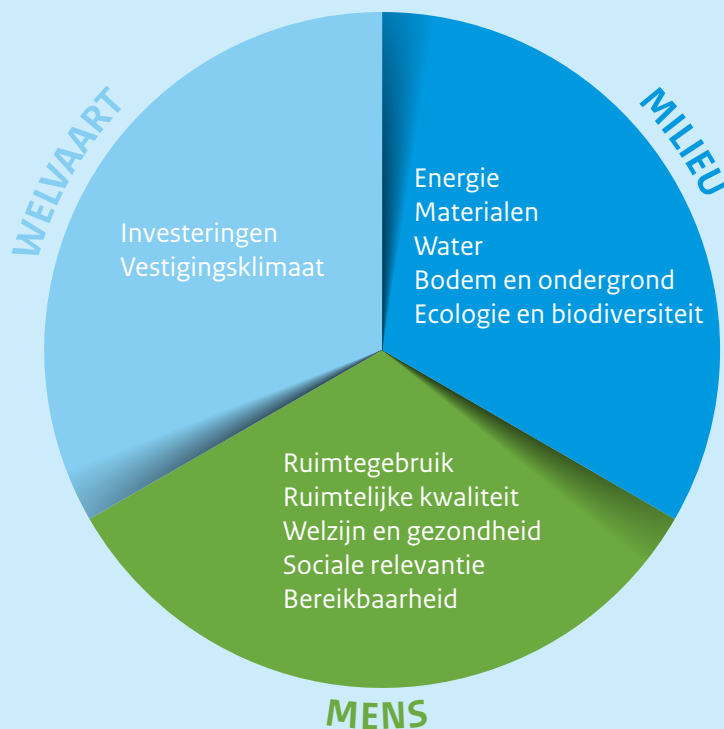 WELVAART
Investeringen
Vestigingsklimaat
MILIEU
Energie
Materialen
Water
Bodem en ondergrond
Ecologie en biodiversiteit
Ruimtegebruik
Ruimtelijke kwaliteit
Welzijn en gezondheid
Sociale relevantie
Bereikbaarheid
MENS